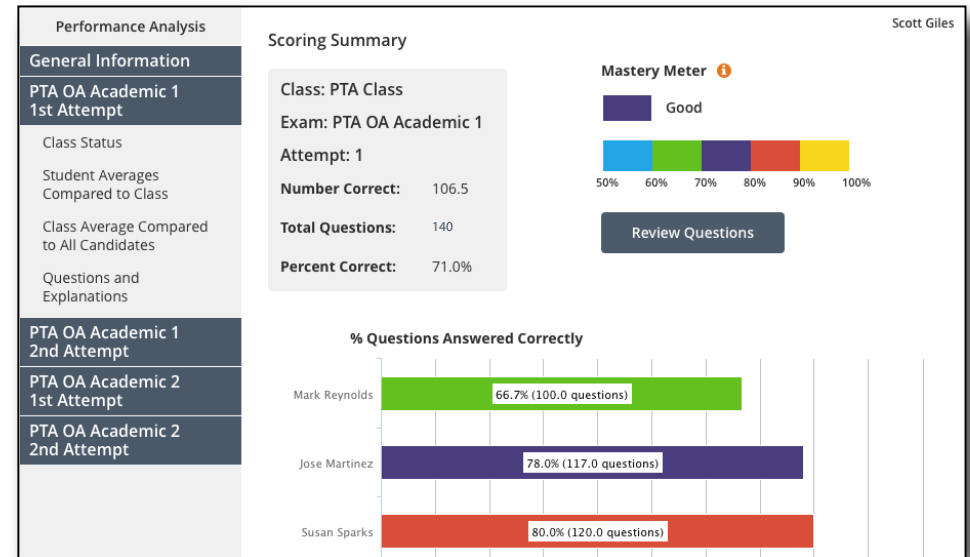 Performance Analysis
General Information
PTA OA Academic 1
1st Attempt
Class Status
Student Averages
Compared to Class
Class Average Compared
to All Candidates
Questions and
Explanations
PTA OA Academic 1
2nd Attempt
PTA OA Academic 2
1st Attempt
PTA OA Academic 2
2nd Attempt
Scott Giles
Scoring Summary
Class: PTA Class
Exam: PTA OA Academic 1
Attempt: 1
Number Correct: 106.5
Total Questions: 140
Percent Correct: 71.0%
Mastery Meter i
Good
50% 60% 70% 80% 90% 100%
Review Questions
% Questions Answered Correctly
Mark Reynolds 66.7% (100.0 questions)
Jose Martinez 78.0% (117.0 questions)
Susan Sparks 80.0% (120.0 questions)